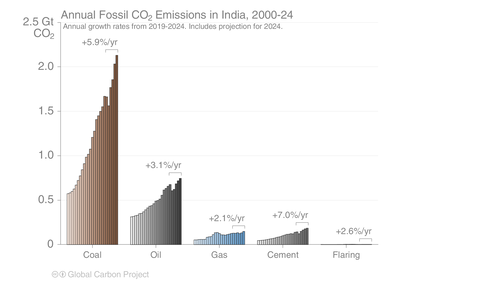 Annual Fossil CO₂ Emissions in India, 2000-24
2.5 Gt
CO₂
Annual growth rates from 2019-2024. Includes projection for 2024.
+5.9%/yr
2.0
1.5
1.0
+3.1%/yr
0.5
+2.1%/yr
+7.0%/yr
+2.6%/yr
0
Coal
Oil
Gas
Cement
Flaring
Global Carbon Project